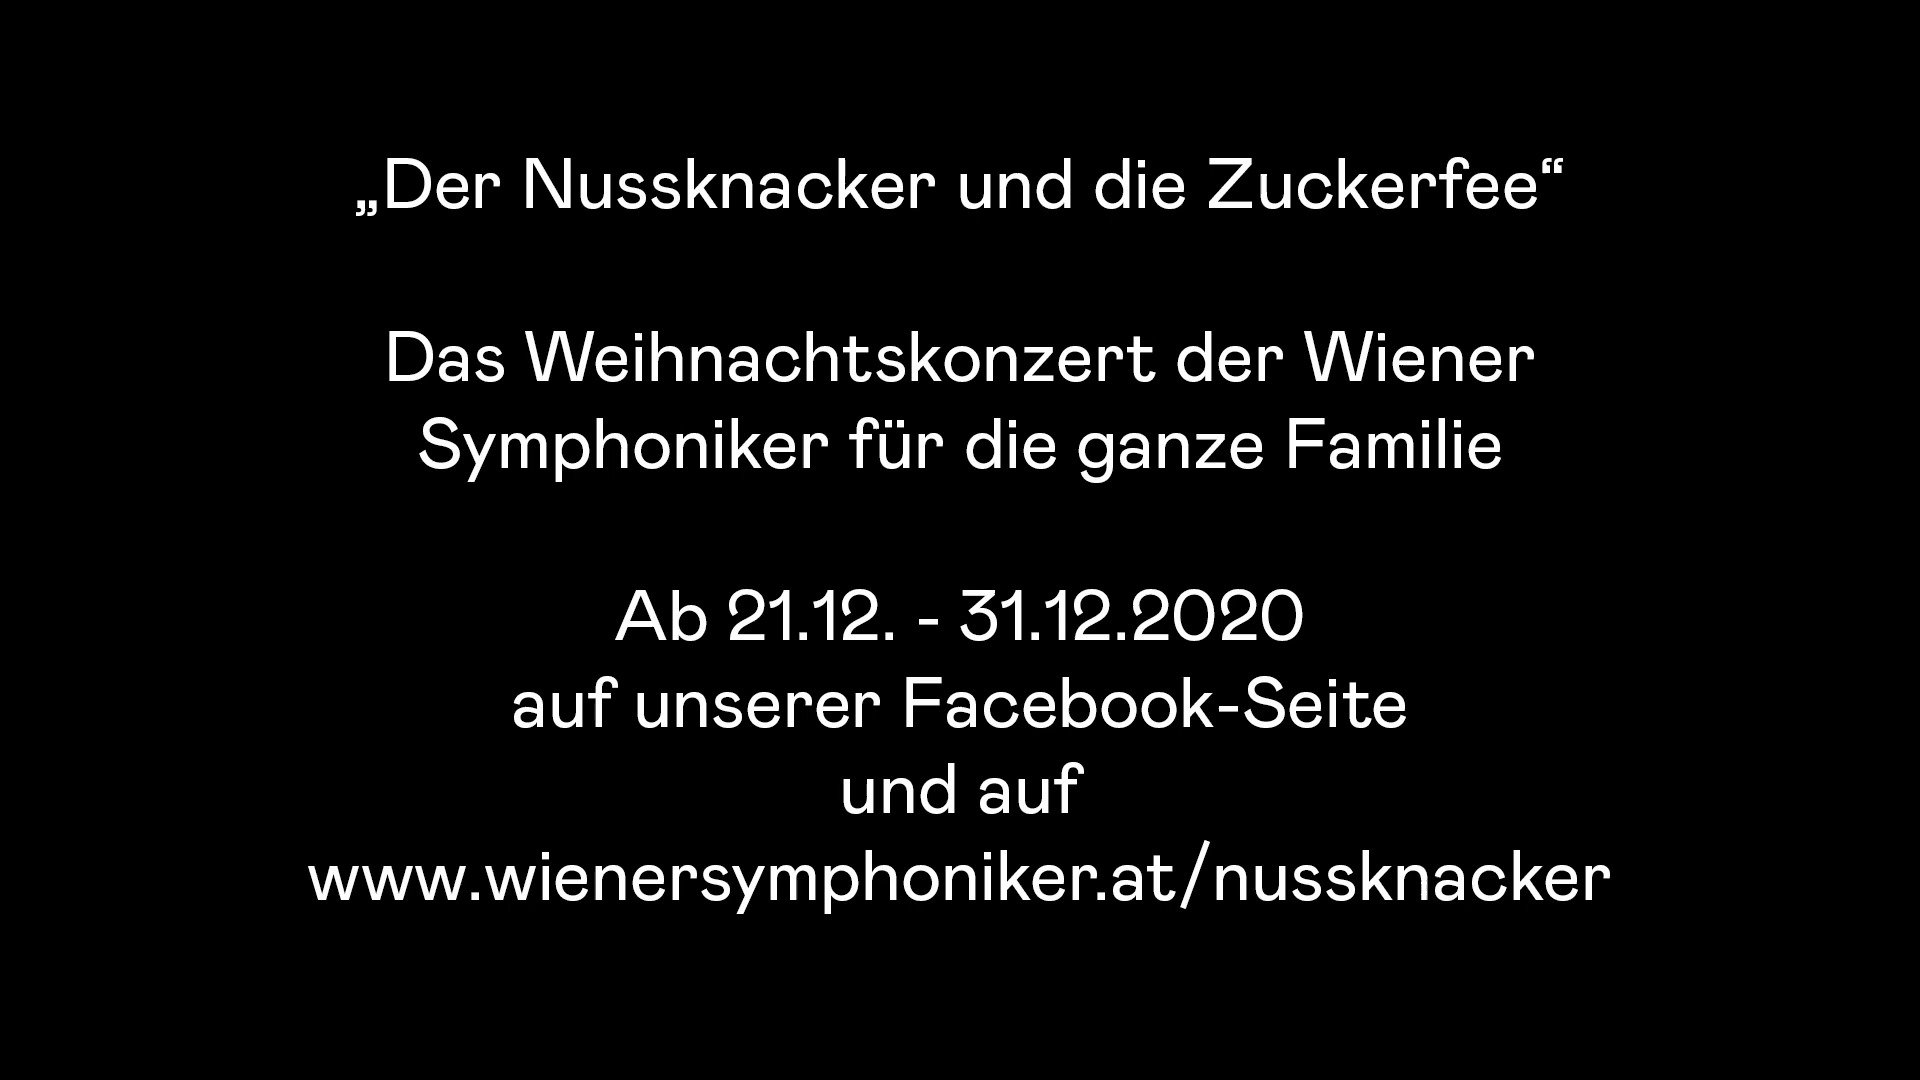 „Der Nussknacker und die Zuckerfee“
Das Weihnachtskonzert der Wiener
Symphoniker für die ganze Familie
Ab 21.12. - 31.12.2020
auf unserer Facebook-Seite
und auf
www.wienersymphoniker.at/nussknacker